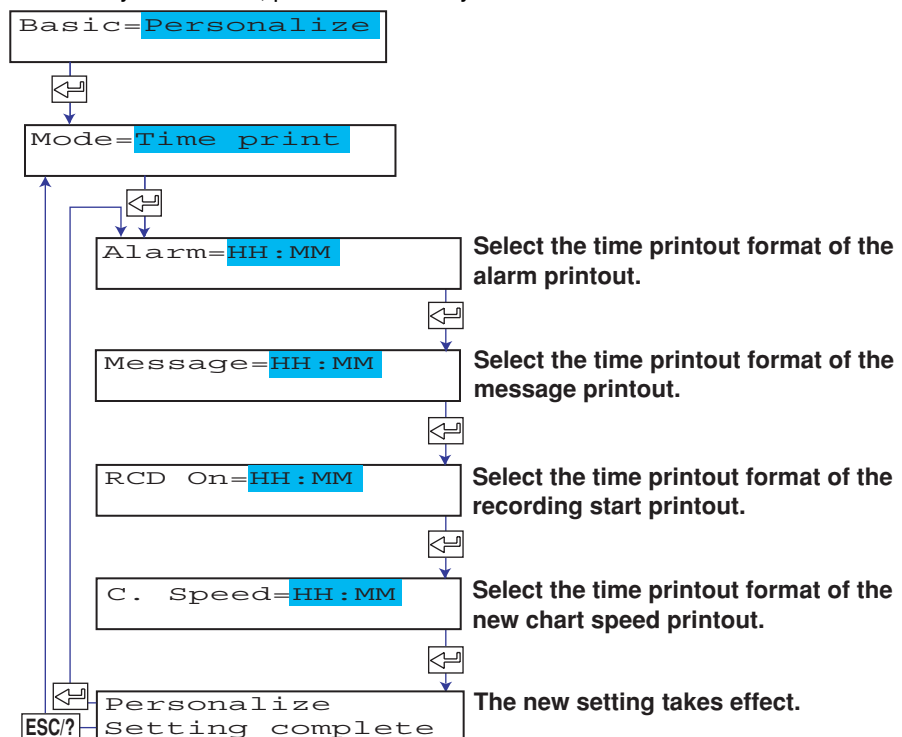 Basic=Personalize
Mode=Time print
Alarm=HH:MM
Select the time printout format of the
alarm printout.
Message=HH:MM
Select the time printout format of the
message printout.
RCD On=HH:MM
Select the time printout format of the
recording start printout.
C. Speed=HH:MM
Select the time printout format of the
new chart speed printout.
Personalize
Setting complete
The new setting takes effect.
ESC/?